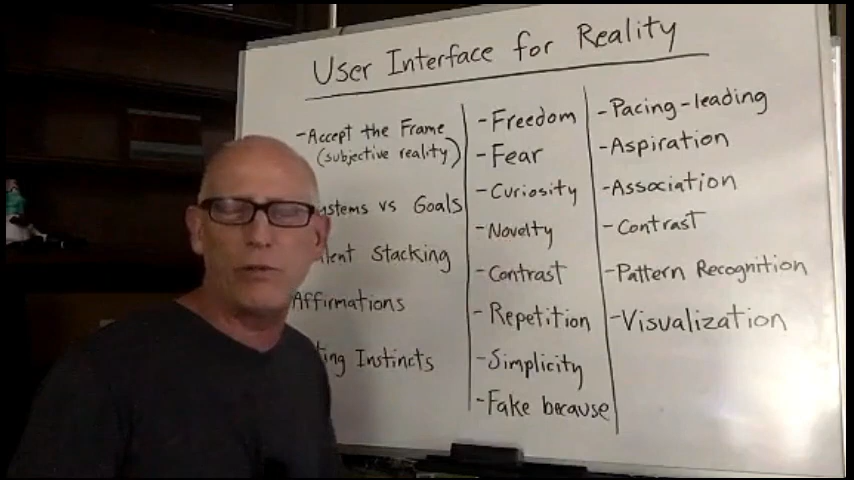 User Interface for Reality
-Accept the Frame
(subjective reality)
vs Goals
Stacking
Affirmations
Instincts
-Freedom
-Fear
-Curiosity
-Novelty
-Contrast
-Repetition
-Simplicity
-Fake because
-Pacing-leading
-Aspiration
-Association
-Contrast
-Pattern Recognition
-Visualization